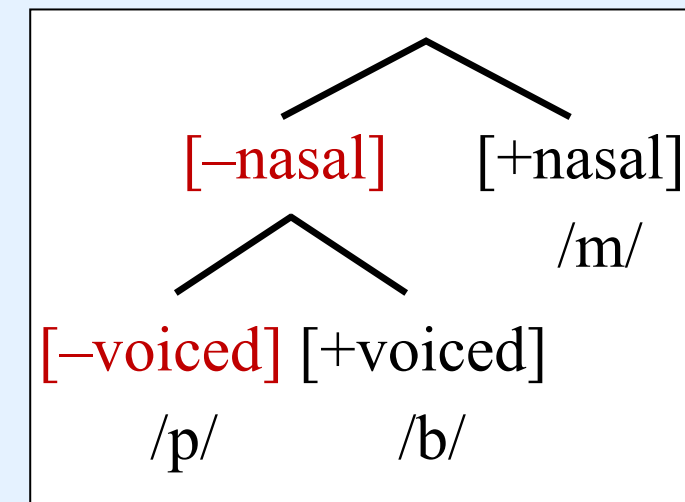 [–nasal] [+nasal]
/m/
[–voiced] [+voiced]
/p/ /b/